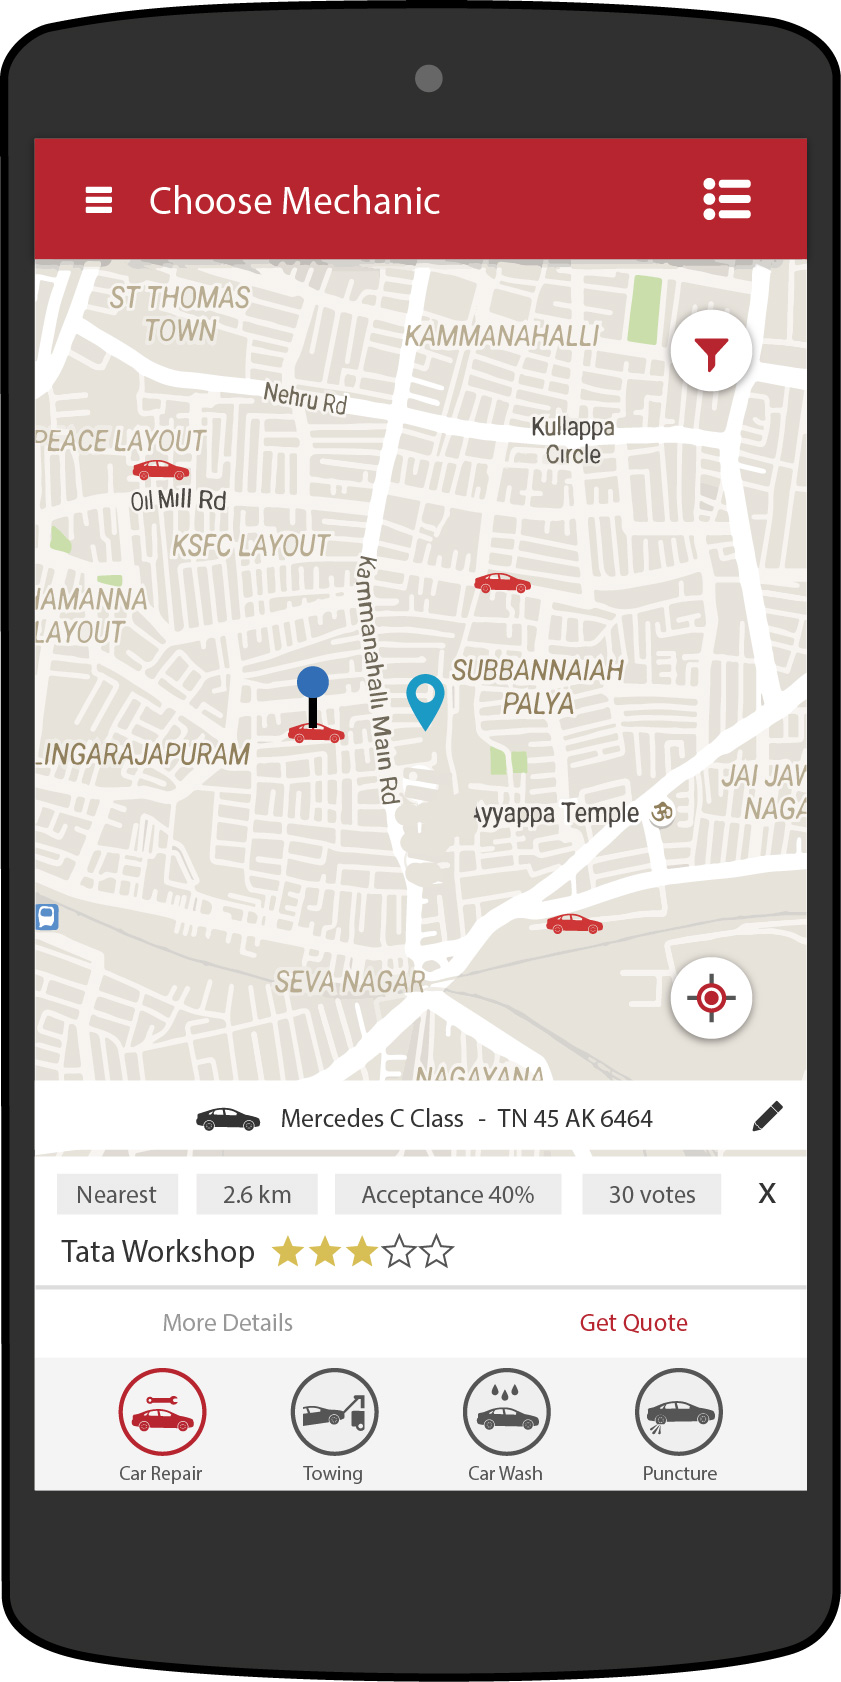 Choose Mechanic
ST THOMAS
TOWN
KAMMANAHALLI
Nehru Rd
Kullappa
Circle
PEACE LAYOUT
Oil Mill Rd
KSFC LAYOUT
Kammanahalli Main Rd
HAMANNA
LAYOUT
SUBBANNAIAH
PALYA
LINGARAJAPURAM
JAI JAV
NAGA
Ayyappa Temple
SEVA NAGAR
NAGAYANA
Mercedes C Class - TN 45 AK 6464
Nearest 2.6 km Acceptance 40% 30 votes X
Tata Workshop
More Details Get Quote
Car Repair Towing Car Wash Puncture